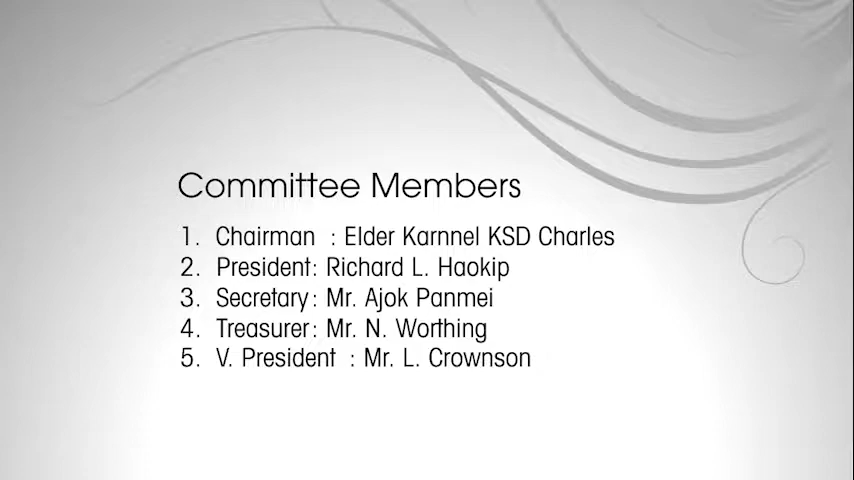 Committee Members
1. Chairman : Elder Karnnel KSD Charles
2. President: Richard L. Haokip
3. Secretary: Mr. Ajok Panmei
4. Treasurer: Mr. N. Worthing
5. V. President : Mr. L. Crownson